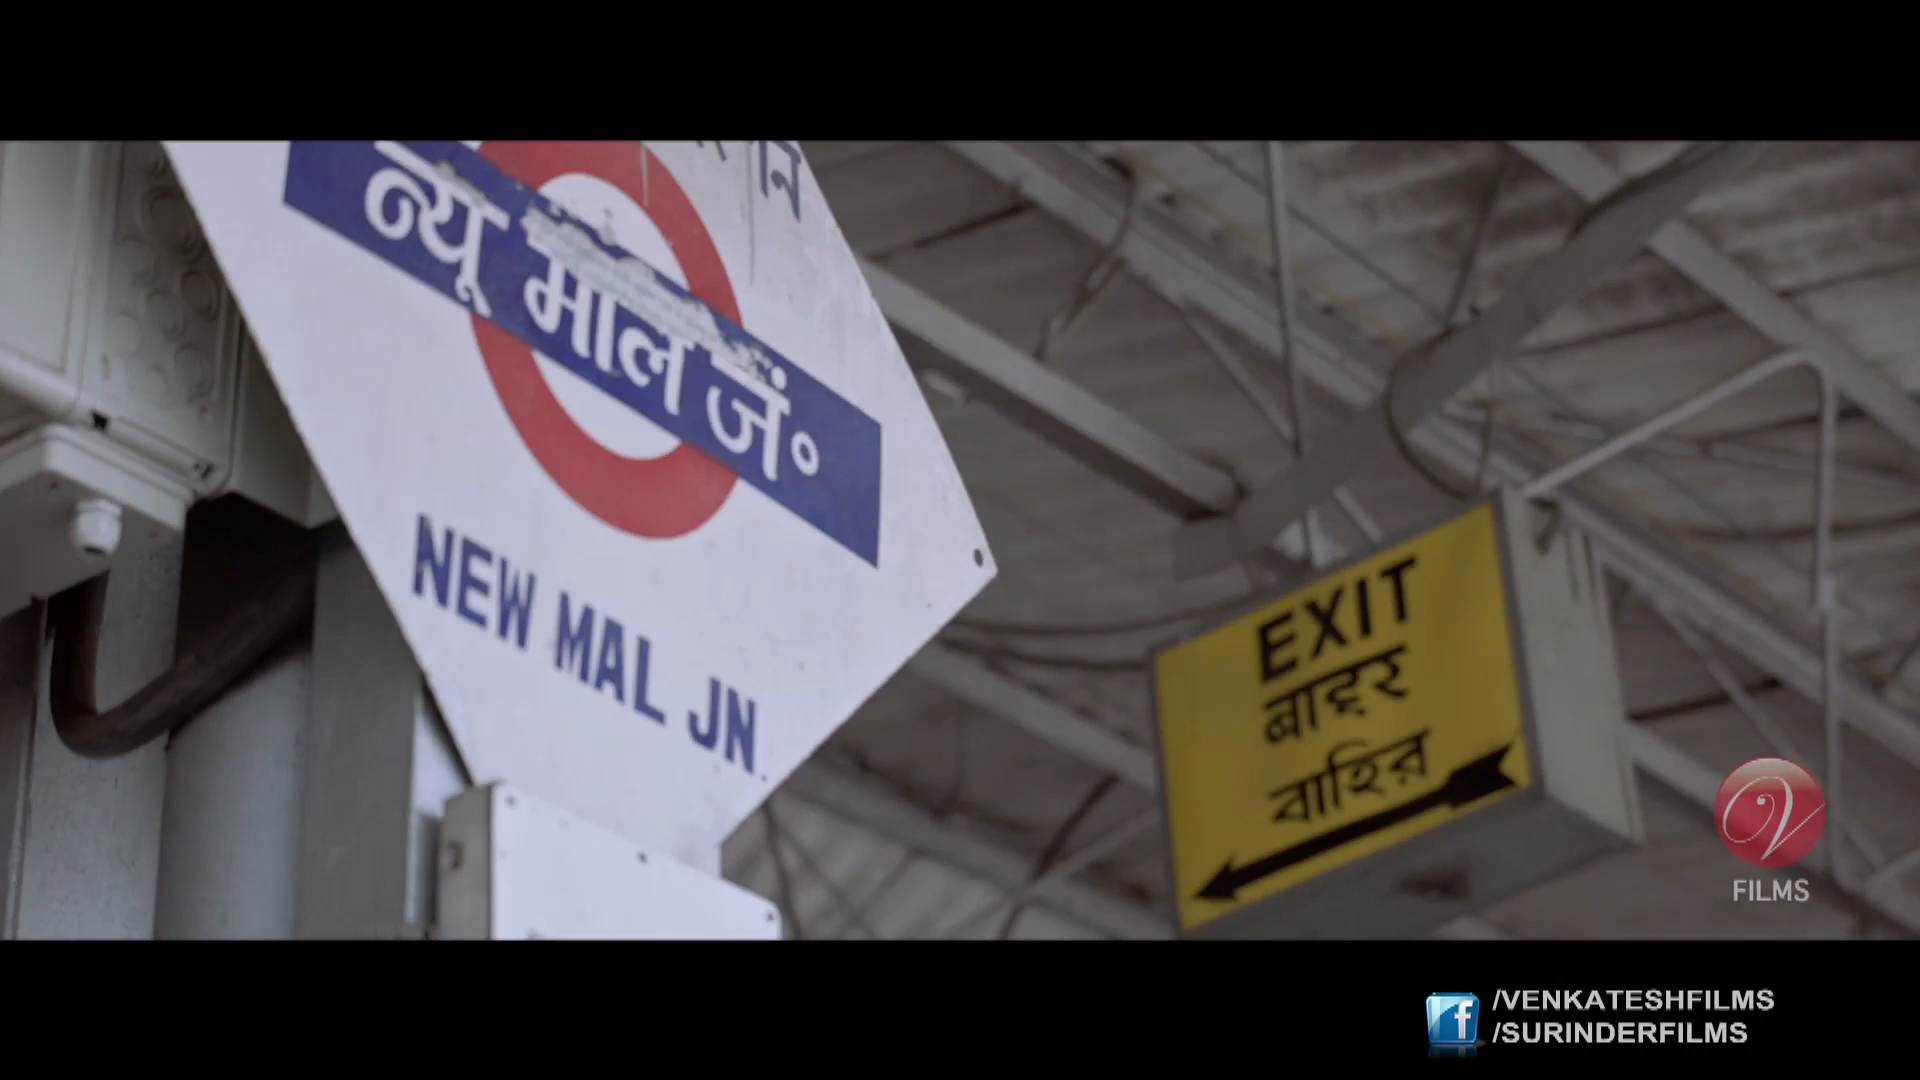 न्यू माल जं०
NEW MAL JN.
EXIT
बाहर
বাহির
FILMS
/VENKATESHFILMS
/SURINDERFILMS